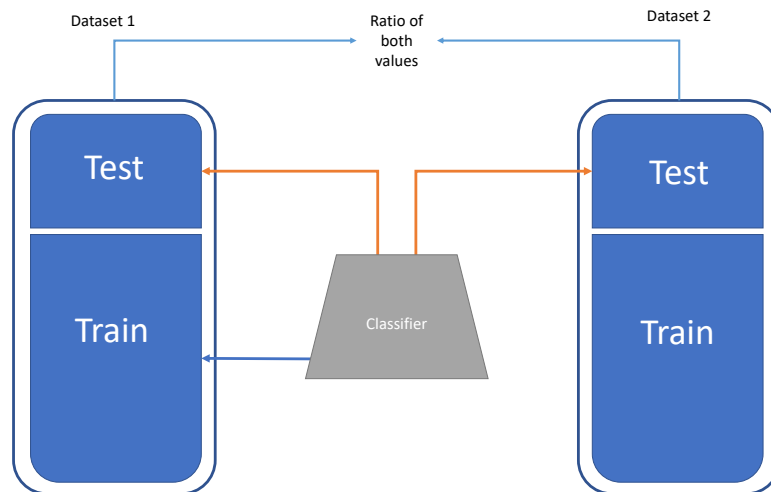 Dataset 1
Ratio of
both
values
Dataset 2
Test
Test
Train
Classifier
Train